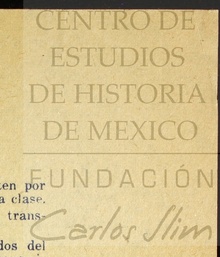 CENTRO DE
ESTUDIOS
DE HISTORIA
DE MEXICO
FUNDACIÓN
Carlos Slim
ten por
a clase.
trans-
dos del